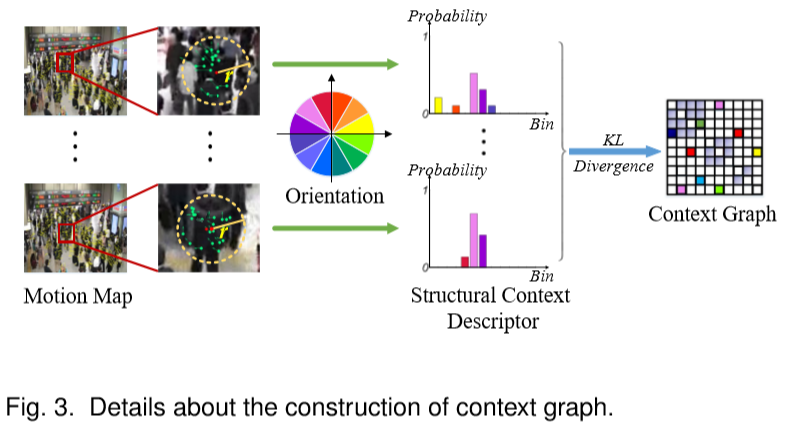 Probability
1
0
Bin
Orientation
Probability
1
0
Bin
KL
Divergence
Context Graph
Motion Map
Structural Context
Descriptor
r
r
Fig. 3. Details about the construction of context graph.